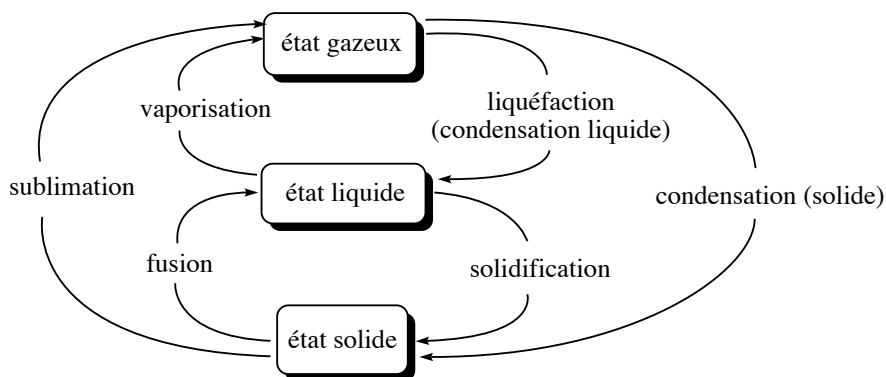 état gazeux
vaporisation
liquéfaction
(condensation liquide)
sublimation
état liquide
condensation (solide)
fusion
solidification
état solide